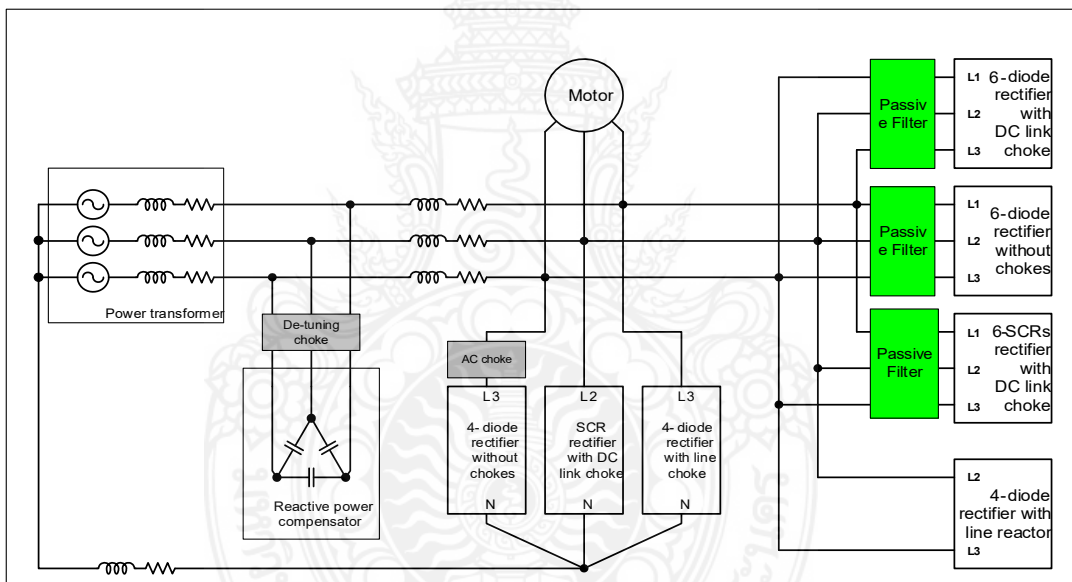 Motor
Power transformer
De-tuning
choke
Reactive power
compensator
AC choke
L3
4- diode
rectifier
without
chokes
N
L2
SCR
rectifier
with DC
link choke
N
L3
4- diode
rectifier
with line
choke
N
Passiv
e Filter
L1
L2
L3
6-diode
rectifier
with
DC link
choke
Passiv
e Filter
L1
L2
L3
6-diode
rectifier
without
chokes
Passive
Filter
L1
L2
L3
6-SCRs
rectifier
with
DC link
choke
L2
L3
4-diode
rectifier with
line reactor